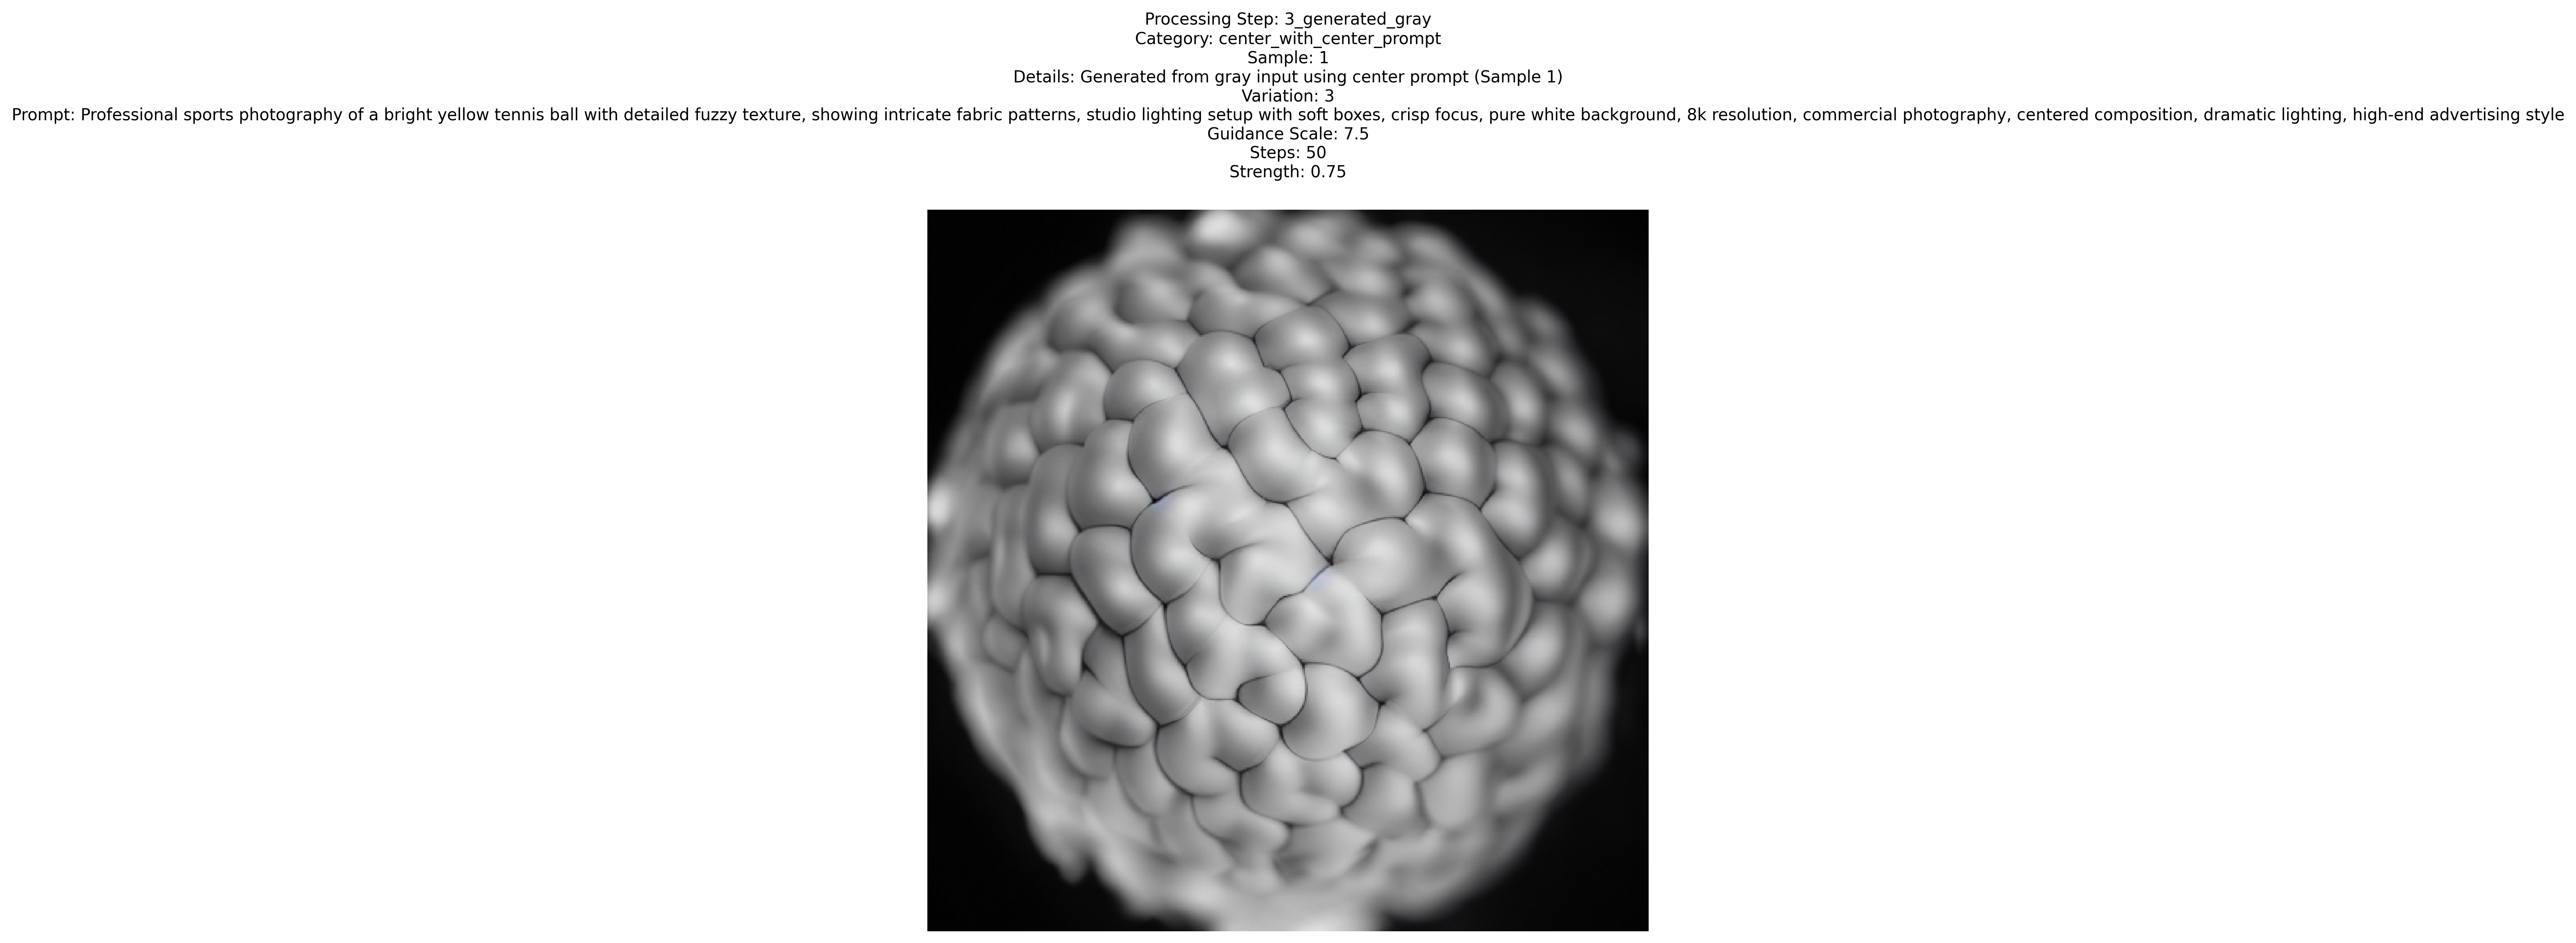 Processing Step: 3_generated_gray
Category: center_with_center_prompt
Sample: 1
Details: Generated from gray input using center prompt (Sample 1)
Variation: 3
Prompt: Professional sports photography of a bright yellow tennis ball with detailed fuzzy texture, showing intricate fabric patterns, studio lighting setup with soft boxes, crisp focus, pure white background, 8k resolution, commercial photography, centered composition, dramatic lighting, high-end advertising style
Guidance Scale: 7.5
Steps: 50
Strength: 0.75